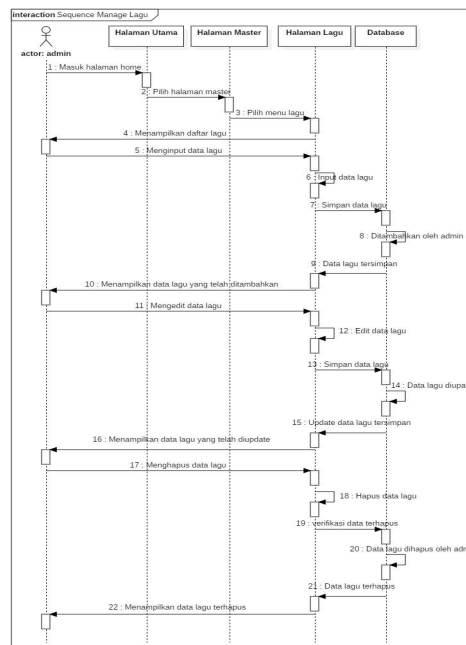 interaction Sequence Manage Lagu
Halaman Utama Halaman Master Halaman Lagu Database
actor: admin
1 : Masuk halaman home
2 : Pilih halaman master
3 : Pilih menu lagu
4 : Menampilkan daftar lagu
5 : Menginput data lagu
6 : Input data lagu
7 : Simpan data lagu
8 : Ditambahkan oleh admin
9 : Data lagu tersimpan
10 : Menampilkan data lagu yang telah ditambahkan
11 : Mengedit data lagu
12 : Edit data lagu
13 : Simpan data lagu
14 : Data lagu
15 : Update data lagu tersimpan
16 : Menampilkan data lagu yang telah diupdate
17 : Menghapus data lagu
18 : Hapus data lagu
19 : verifikasi data terhapus
20 : Data lagu dihapus oleh
21 : Data lagu terhapus
22 : Menampilkan data lagu terhapus